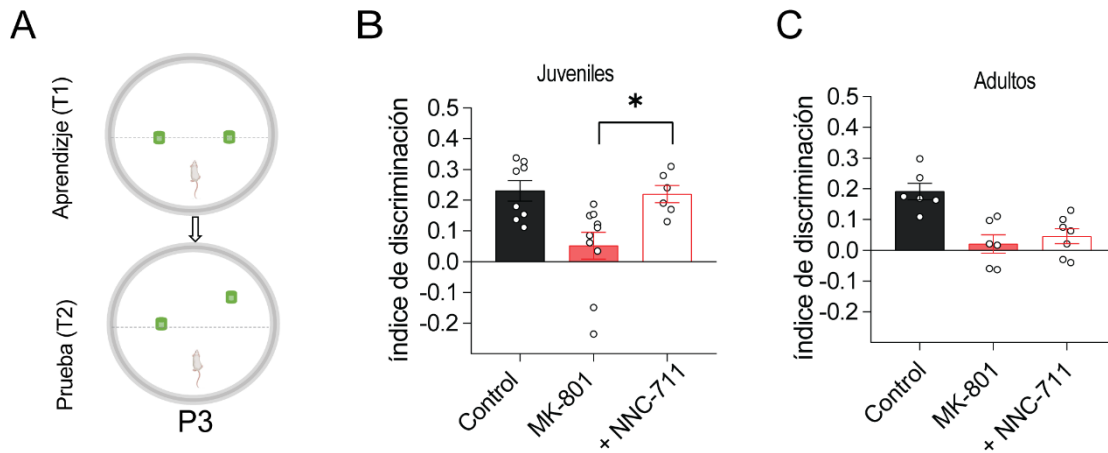 A
Aprendizje (T1)
Prueba (T2)
P3
B
Juveniles
*
índice de discriminación
0.5
0.4
0.3
0.2
0.1
0.0
-0.1
-0.2
Control
MK-801
+ NNC-711
C
Adultos
índice de discriminación
0.5
0.4
0.3
0.2
0.1
0.0
-0.1
-0.2
Control
MK-801
+ NNC-711